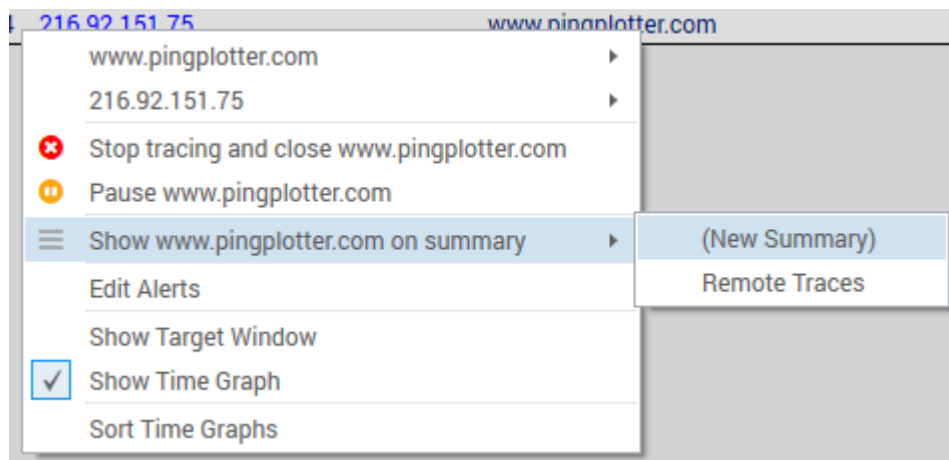 4 216.92.151.75 www.pingplotter.com
www.pingplotter.com
216.92.151.75
Stop tracing and close www.pingplotter.com
Pause www.pingplotter.com
Show www.pingplotter.com on summary
(New Summary)
Remote Traces
Edit Alerts
Show Target Window
Show Time Graph
Sort Time Graphs